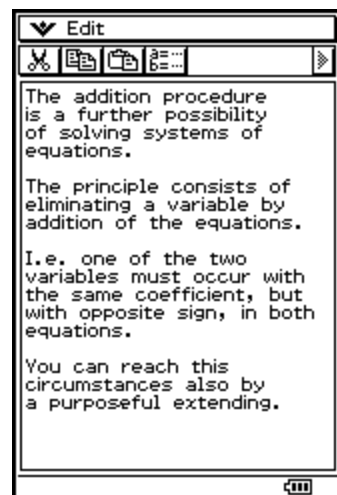 Edit
The addition procedure
is a further possibility
of solving systems of
equations.
The principle consists of
eliminating a variable by
addition of the equations.
I.e. one of the two
variables must occur with
the same coefficient, but
with opposite sign, in both
equations.
You can reach this
circumstances also by
a purposeful extending.